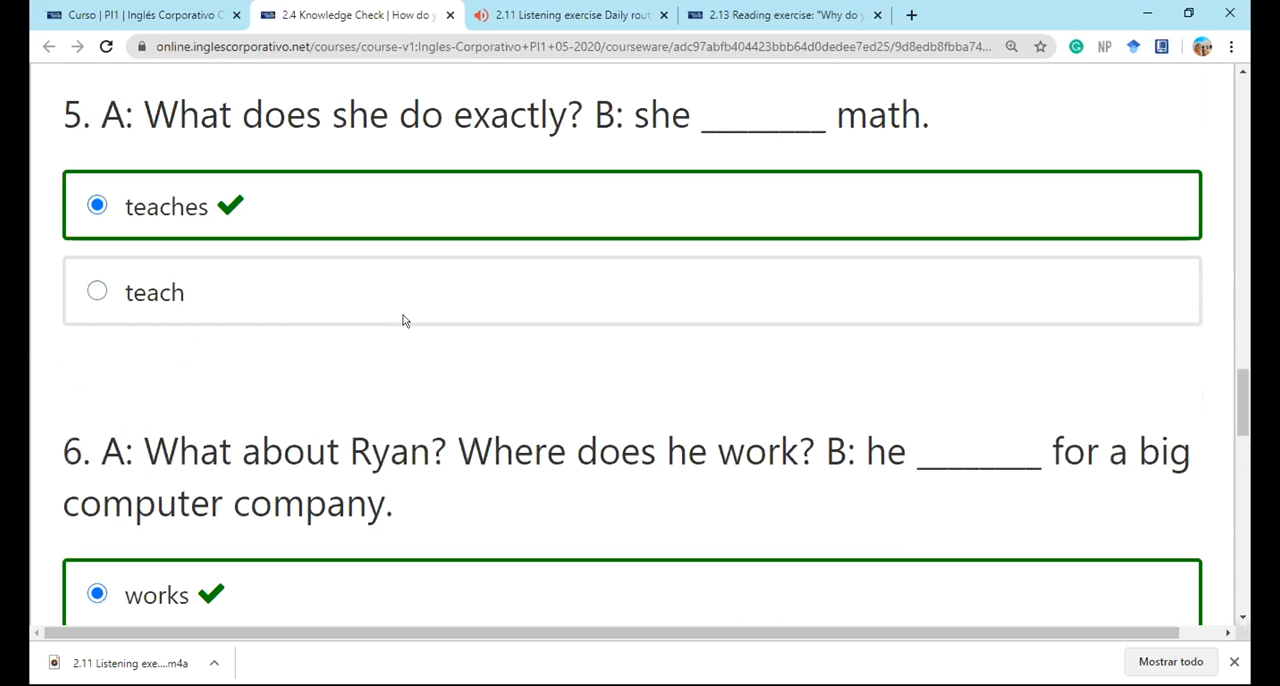 Curso | PI1 | Inglés Corporativo C
2.4 Knowledge Check | How do y
2.11 Listening exercise Daily rout
2.13 Reading exercise: "Why do y
online.inglescorporativo.net/courses/course-v1:Ingles-Corporativo+PI1+05-2020/courseware/adc97abfb404423bbb64d0dedee7ed25/9d8edb8fbba74...
NP
5. A: What does she do exactly? B: she ________ math.
teaches
teach
6. A: What about Ryan? Where does he work? B: he ________ for a big
computer company.
works
2.11 Listening exe....m4a
Mostrar todo